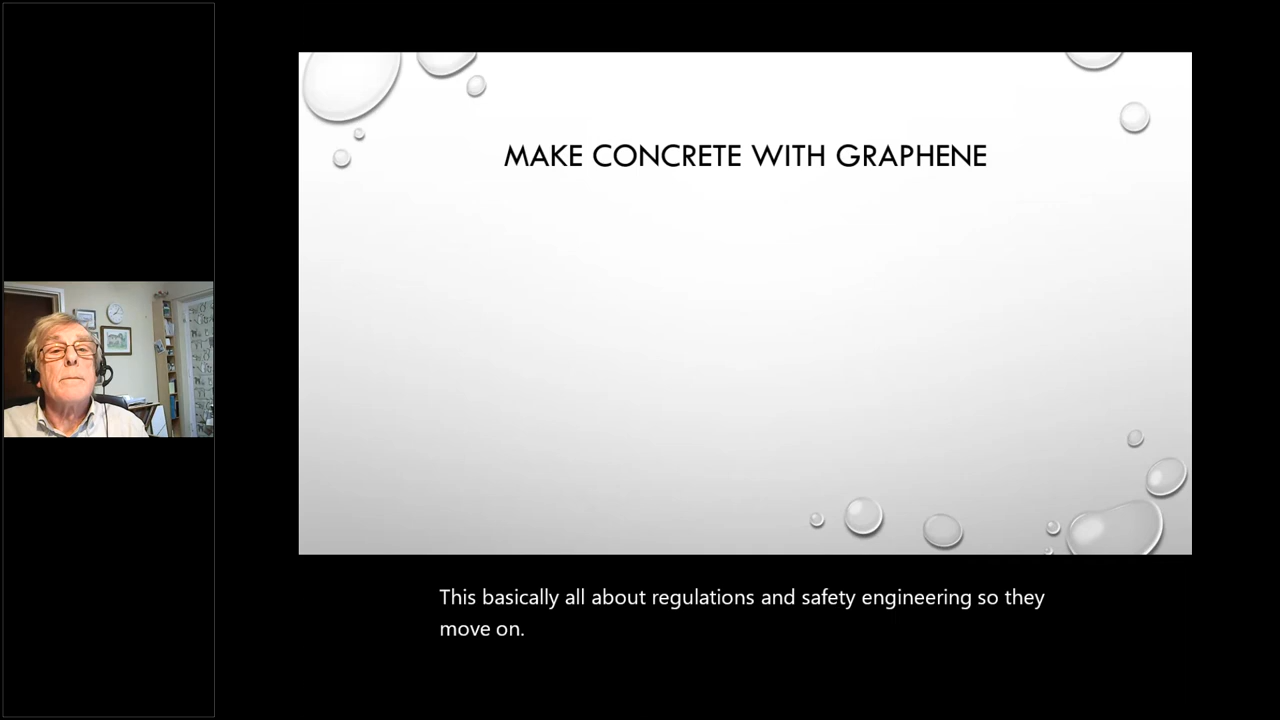 MAKE CONCRETE WITH GRAPHENE
This basically all about regulations and safety engineering so they
move on.